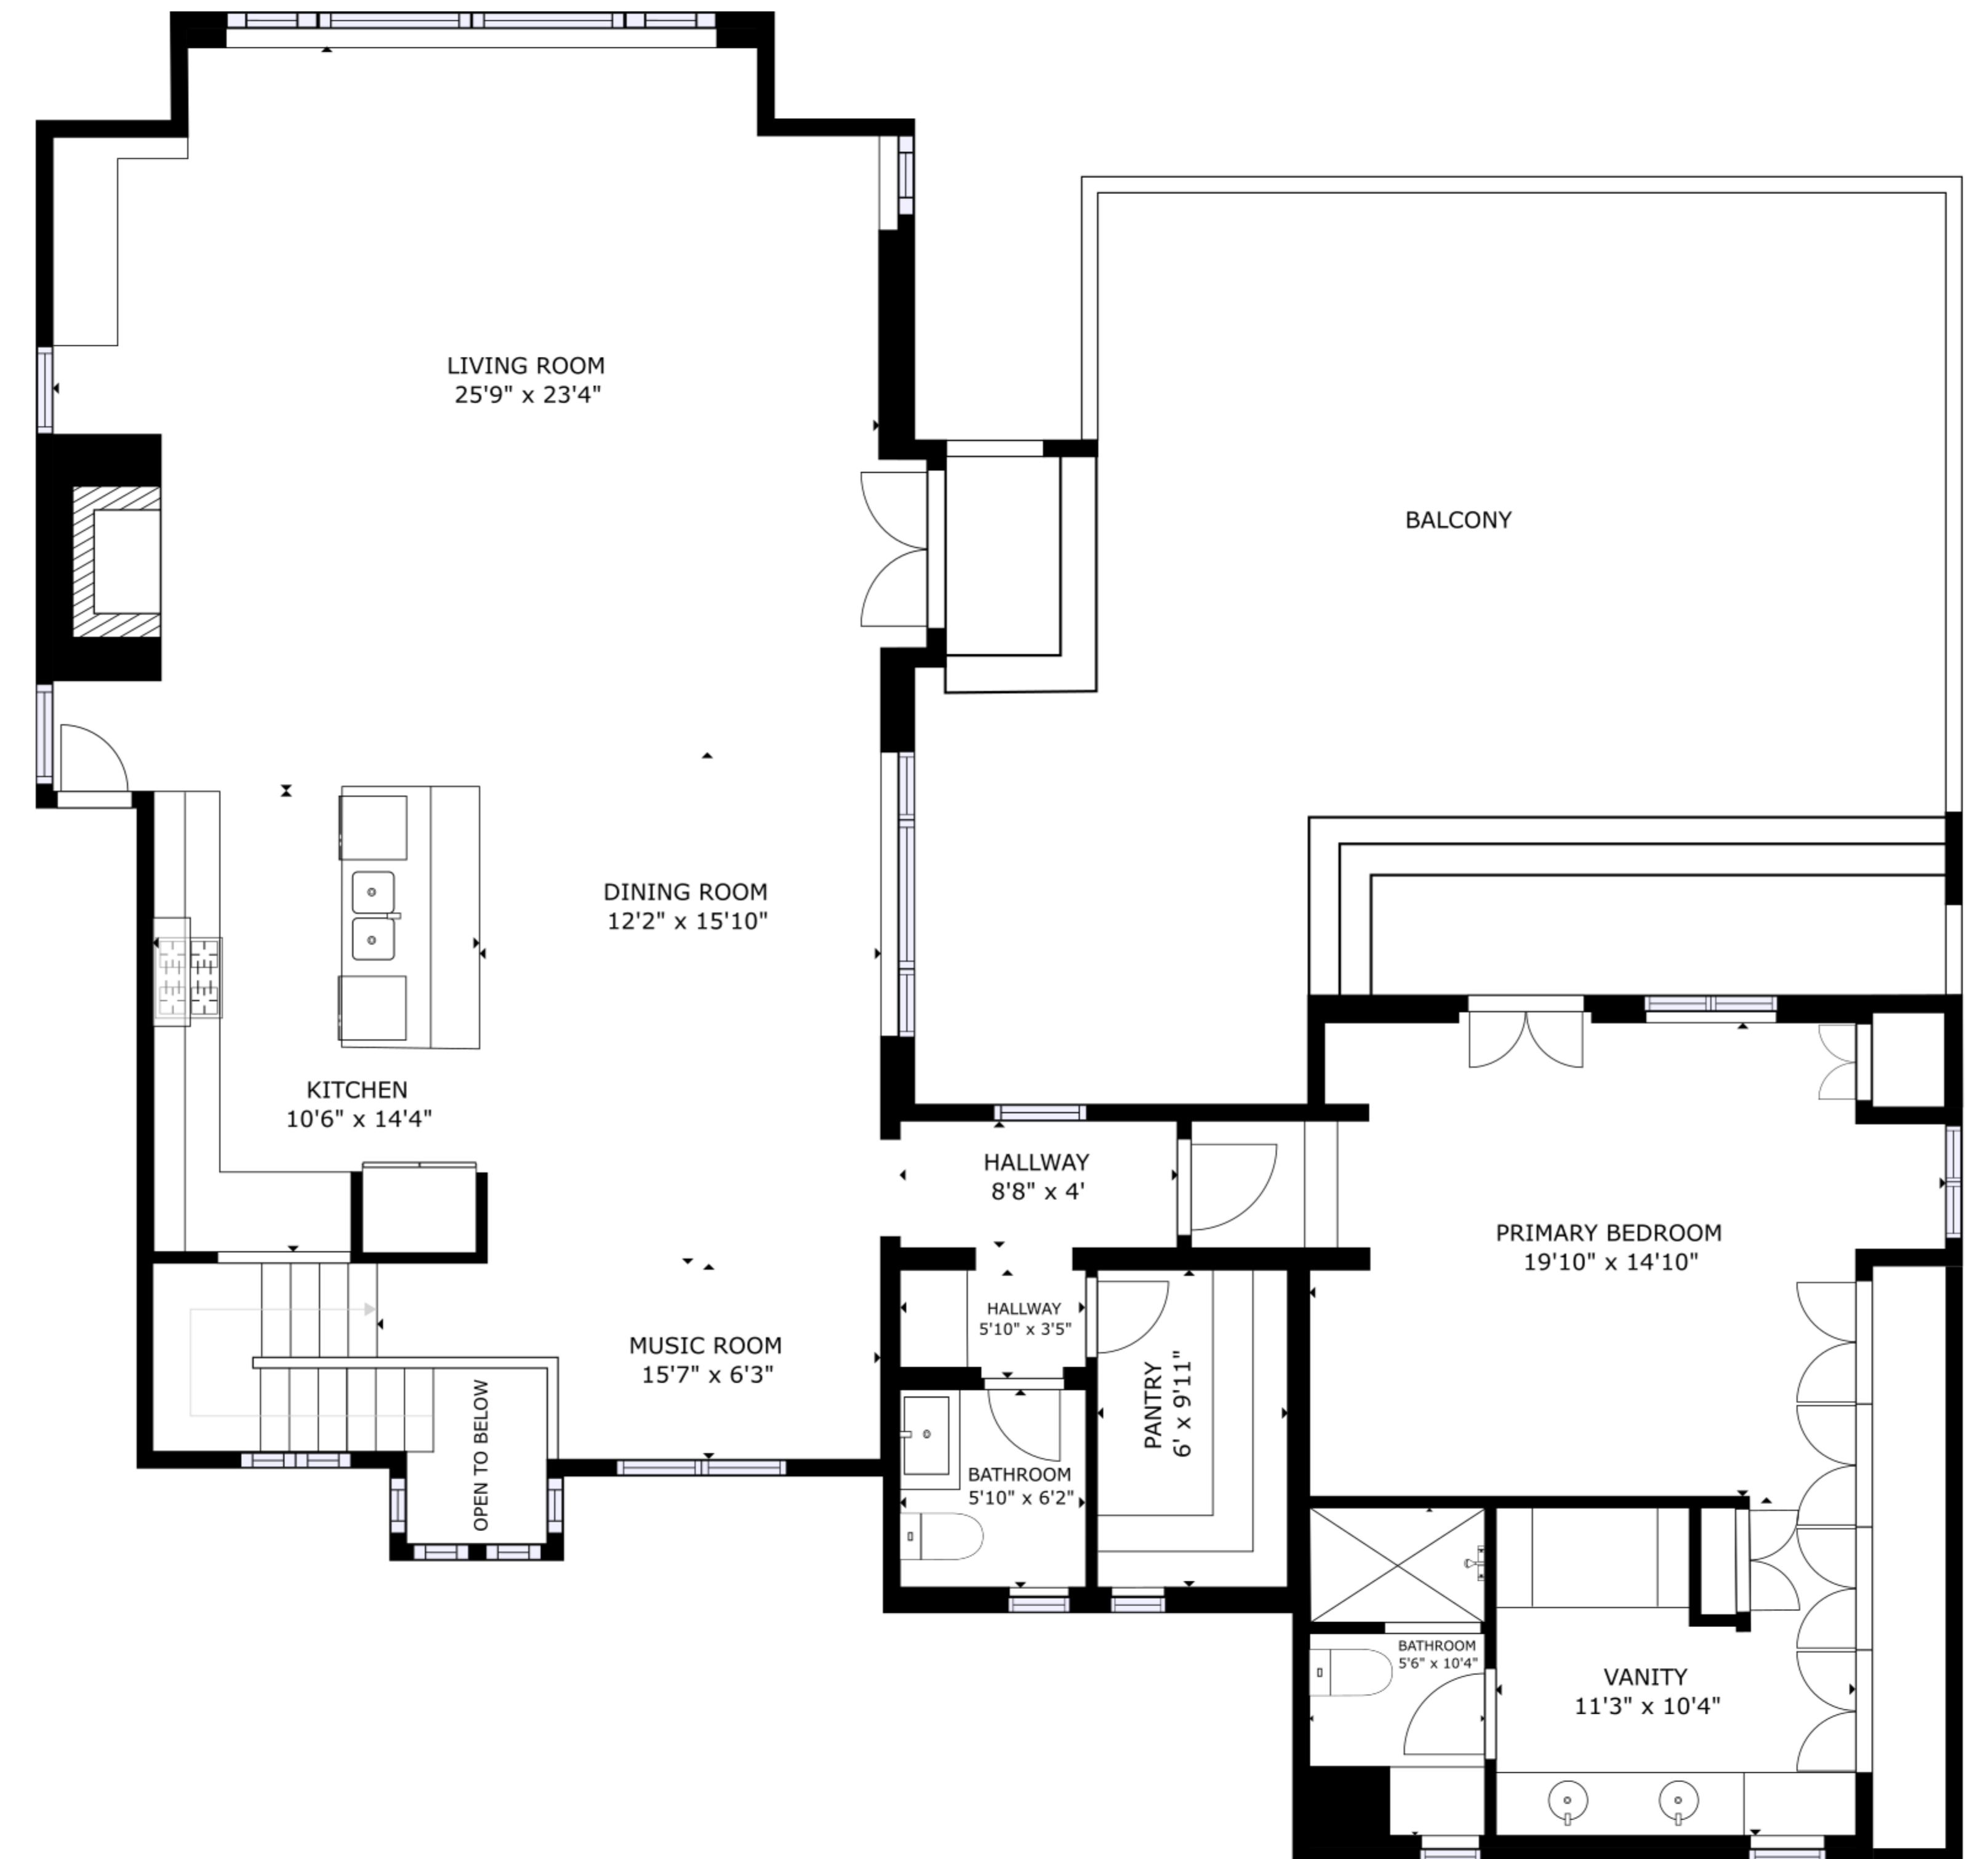 LIVING ROOM
25'9" x 23'4"
BALCONY
DINING ROOM
12'2" x 15'10"
KITCHEN
10'6" x 14'4"
HALLWAY
8'8" x 4'
PRIMARY BEDROOM
19'10" x 14'10"
HALLWAY
5'10" x 3'5"
MUSIC ROOM
15'7" x 6'3"
PANTRY
6' x 9'11"
OPEN TO BELOW
BATHROOM
5'10" x 6'2"
BATHROOM
5'6" x 10'4"
VANITY
11'3" x 10'4"